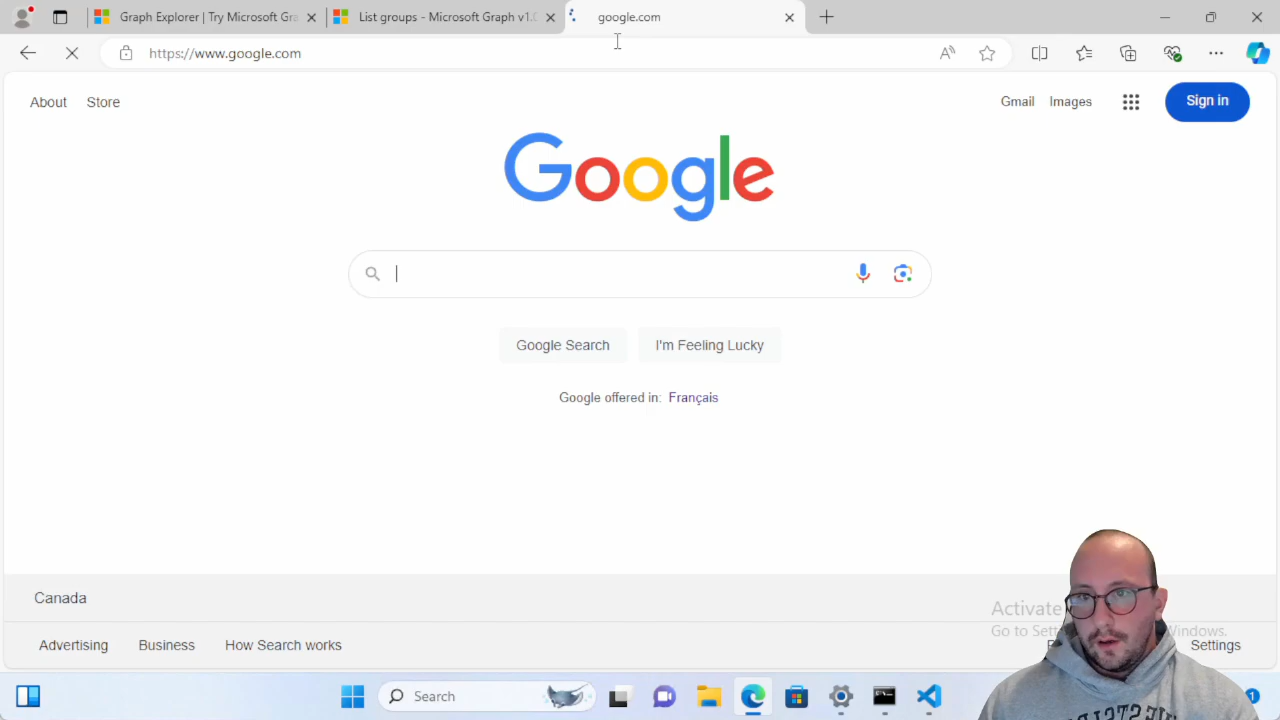 Graph Explorer | Try Microsoft Gra
List groups - Microsoft Graph v1.0
google.com
https://www.google.com
About
Store
Gmail
Images
Sign in
Google
Google Search
I'm Feeling Lucky
Google offered in: Français
Canada
Activate
Go to Sett
Windows.
Advertising
Business
How Search works
Settings
Search
1